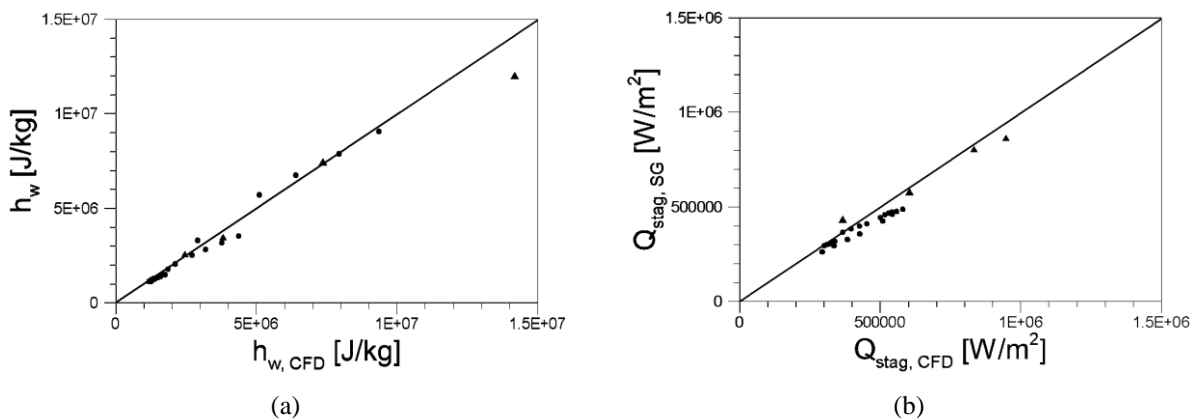 1.5E+07
1E+07
5E+06
0
h_w [J/kg]
0
5E+06
1E+07
1.5E+07
h_w, CFD [J/kg]
(a)
1.5E+06
1E+06
500000
0
Q_stag, SG [W/m²]
0
500000
1E+06
1.5E+06
Q_stag, CFD [W/m²]
(b)